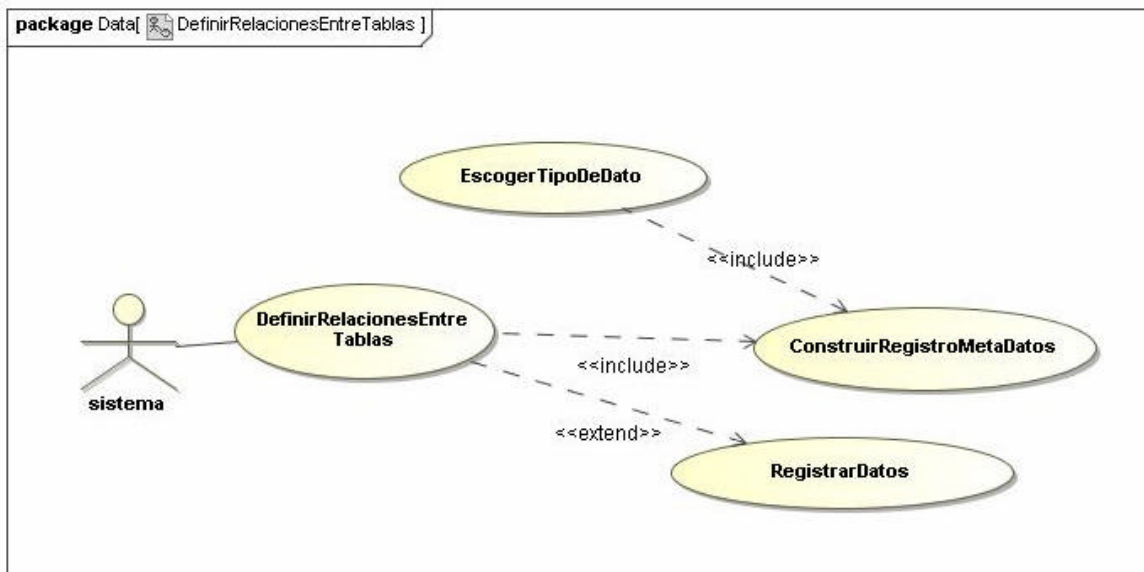 package Data[ DefinirRelacionesEntreTablas ]
EscogerTipoDeDato
<<include>>
DefinirRelacionesEntre
Tablas
ConstruirRegistroMetaDatos
<<include>>
sistema
<<extend>>
RegistrarDatos